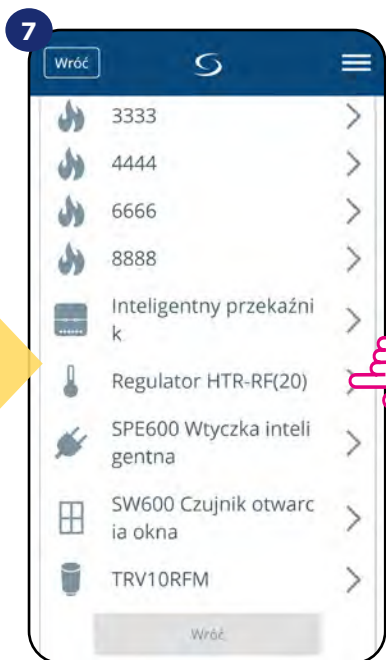 7
Wróć
3333
4444
6666
8888
Inteligentny przekaźni
k
Regulator HTR-RF(20)
SPE600 Wtyczka inteli
gentna
SW600 Czujnik otwarc
ia okna
TRV10RFM
Wróć